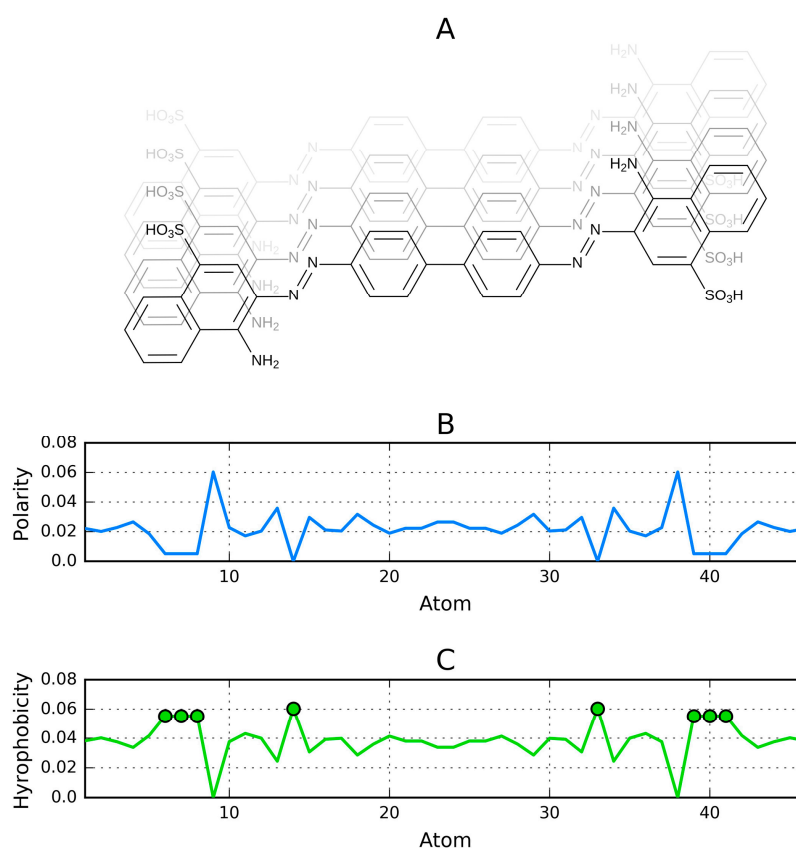 A
H₂N
H₂N
HO₃S
N
H₂N
HO₃S
N
N
N
H₂N
HO₃S
N
N
N
SO₃H
N
HO₃S
N
N
N
SO₃H
N
NH₂
N
N
N
SO₃H
N
NH₂
N
SO₃H
NH₂
NH₂
B
Polarity
0.08
0.06
0.04
0.02
0.0
10 20 30 40
Atom
C
Hyrophobicity
0.08
0.06
0.04
0.02
0.0
10 20 30 40
Atom